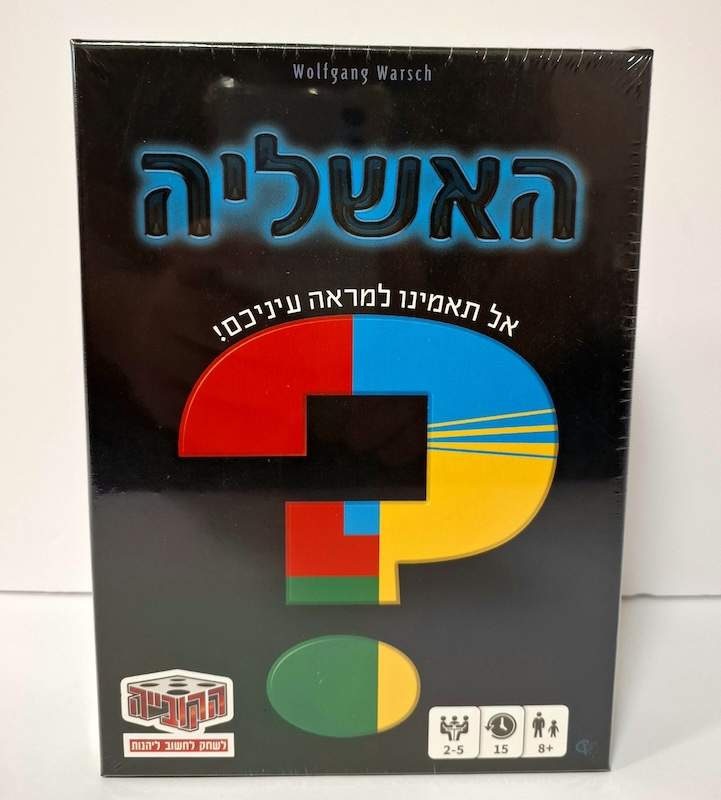 Wolfgang Warsch
האשליה
אל תאמינו למראה עיניכם!
?
הקובייה
לשחק לחשוב ליהנות
2-5
15
8+